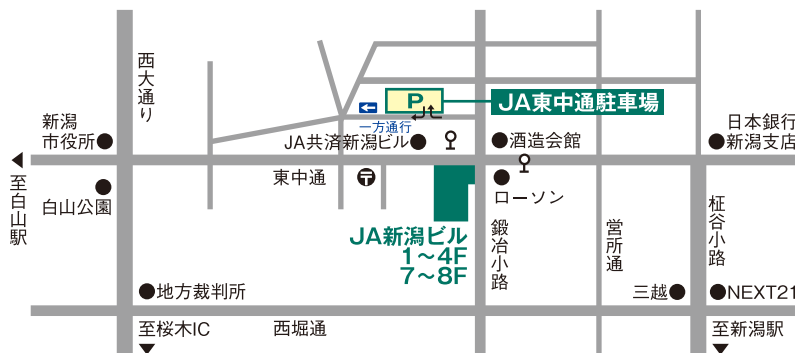 西大通り
P
JA東中通駐車場
一方通行
新潟
市役所
JA共済新潟ビル
酒造会館
日本銀行
新潟支店
至白山駅
白山公園
東中通
〒
ローソン
柾谷小路
JA新潟ビル
1〜4F
7〜8F
鍛冶小路
営所通
地方裁判所
三越
NEXT21
至桜木IC
西堀通
至新潟駅